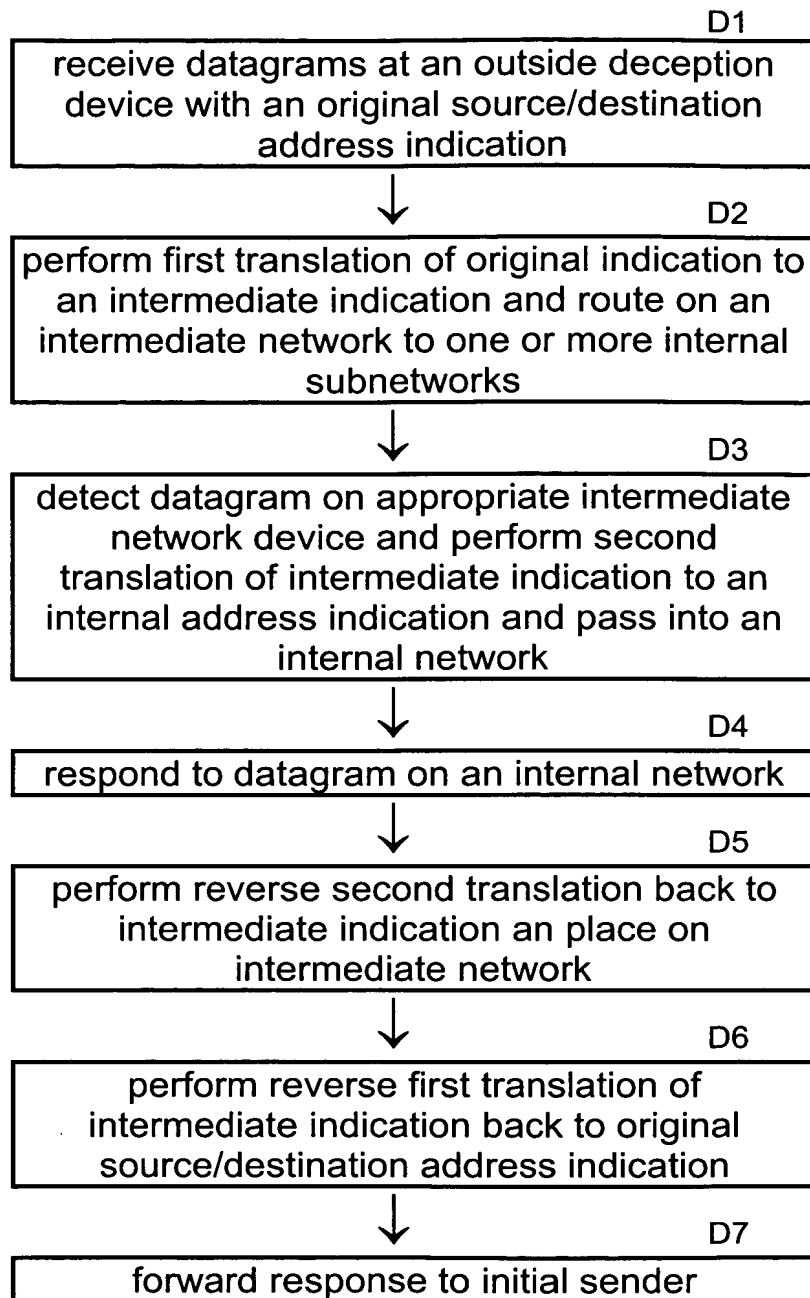 D1
receive datagrams at an outside deception
device with an original source/destination
address indication
D2
perform first translation of original indication to
an intermediate indication and route on an
intermediate network to one or more internal
subnetworks
D3
detect datagram on appropriate intermediate
network device and perform second
translation of intermediate indication to an
internal address indication and pass into an
internal network
D4
respond to datagram on an internal network
D5
perform reverse second translation back to
intermediate indication an place on
intermediate network
D6
perform reverse first translation of
intermediate indication back to original
source/destination address indication
D7
forward response to initial sender